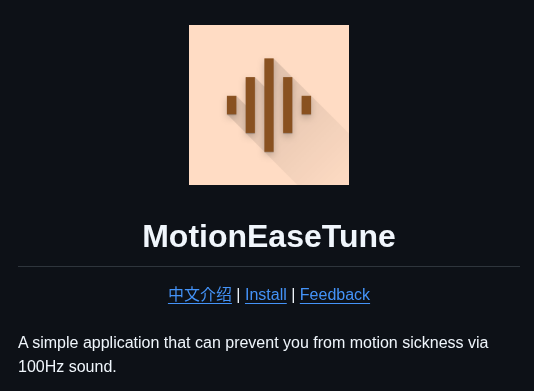 MotionEaseTune
中文介绍 | Install | Feedback
A simple application that can prevent you from motion sickness via
100Hz sound.